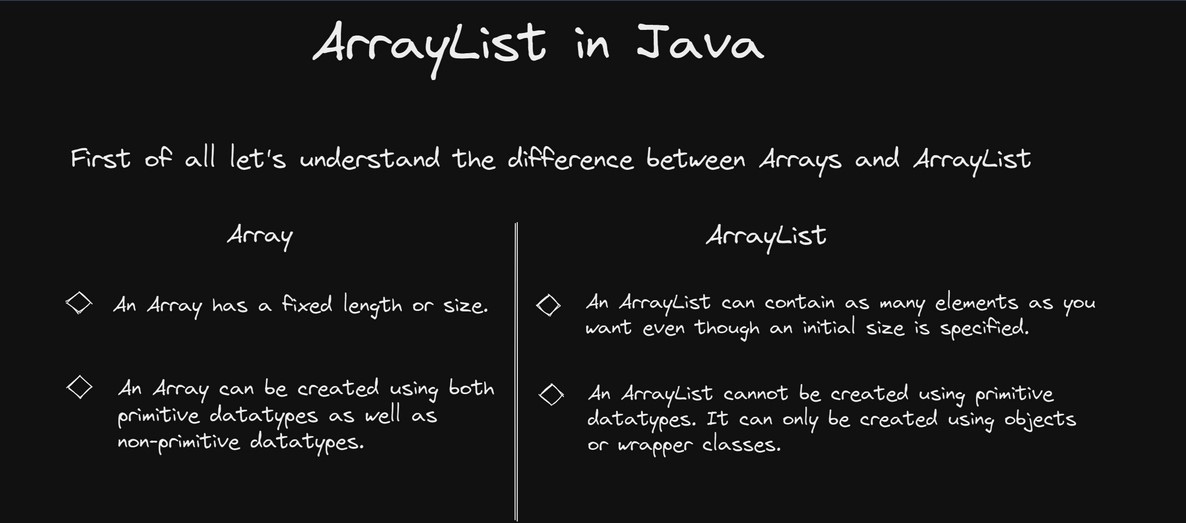 ArrayList in Java
First of all let's understand the difference between Arrays and ArrayList
Array
An Array has a fixed length or size.
An Array can be created using both
primitive datatypes as well as
non-primitive datatypes.
ArrayList
An ArrayList can contain as many elements as you
want even though an initial size is specified.
An ArrayList cannot be created using primitive
datatypes. It can only be created using objects
or wrapper classes.